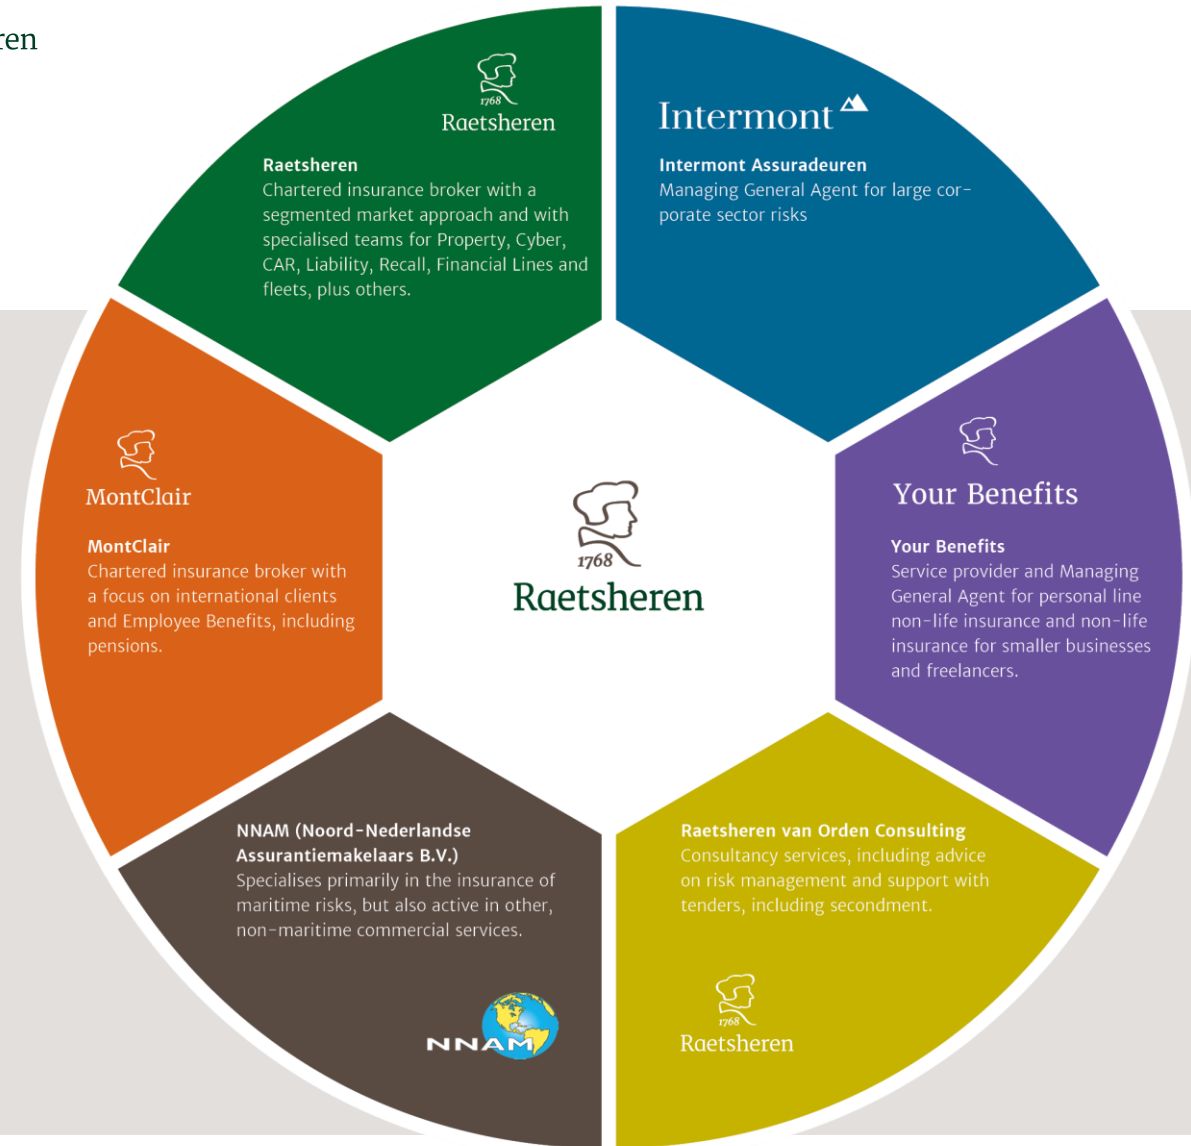 ren
1768
Raetsheren
Raetsheren
Chartered insurance broker with a
segmented market approach and with
specialised teams for Property, Cyber,
CAR, Liability, Recall, Financial Lines and
fleets, plus others.
Intermont
Intermont Assuradeuren
Managing General Agent for large cor-
porate sector risks
MontClair
MontClair
Chartered insurance broker with
a focus on international clients
and Employee Benefits, including
pensions.
1768
Raetsheren
Your Benefits
Your Benefits
Service provider and Managing
General Agent for personal line
non-life insurance and non-life
insurance for smaller businesses
and freelancers.
NNAM (Noord-Nederlandse
Assurantiemakelaars B.V.)
Specialises primarily in the insurance of
maritime risks, but also active in other,
non-maritime commercial services.
NNAM
Raetsheren van Orden Consulting
Consultancy services, including advice
on risk management and support with
tenders, including secondment.
1768
Raetsheren